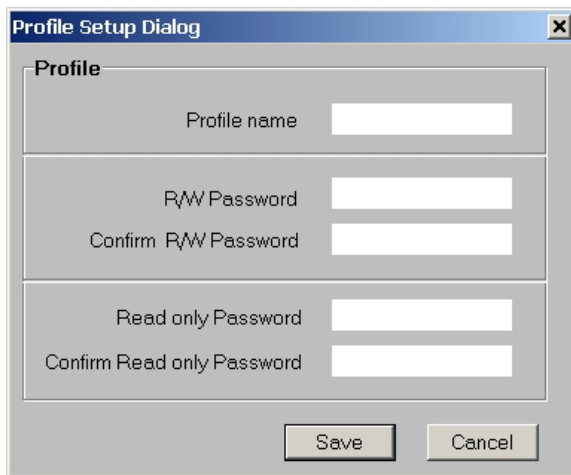 Profile Setup Dialog
Profile
Profile name
R/W Password
Confirm R/W Password
Read only Password
Confirm Read only Password
Save Cancel